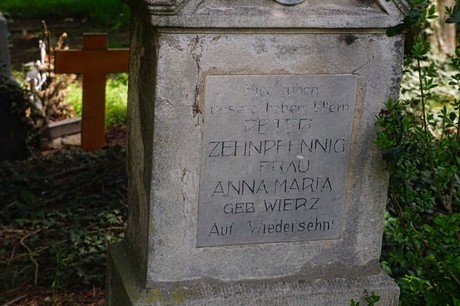 Hier ruhen
unsere lieben Eltern
PETER
ZEHNPFENNIG
FRAU
ANNA MARIA
GEB WIERZ
Auf Wiedersehn!